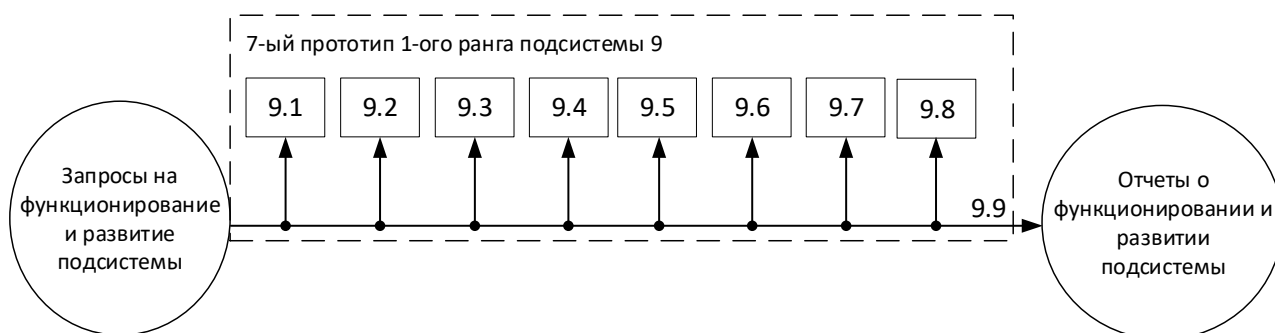 7-ый прототип 1-ого ранга подсистемы 9
9.1 9.2 9.3 9.4 9.5 9.6 9.7 9.8
Запросы на
функционирование
и развитие
подсистемы
9.9
Отчеты о
функционировании и
развитии
подсистемы